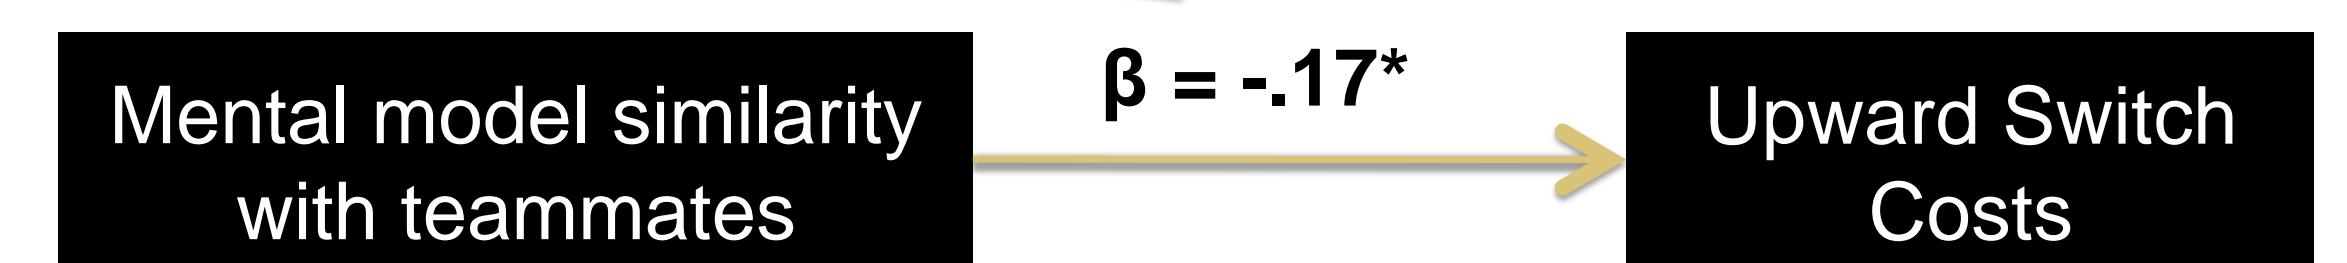 Mental model similarity
with teammates
β = -.17*
Upward Switch
Costs